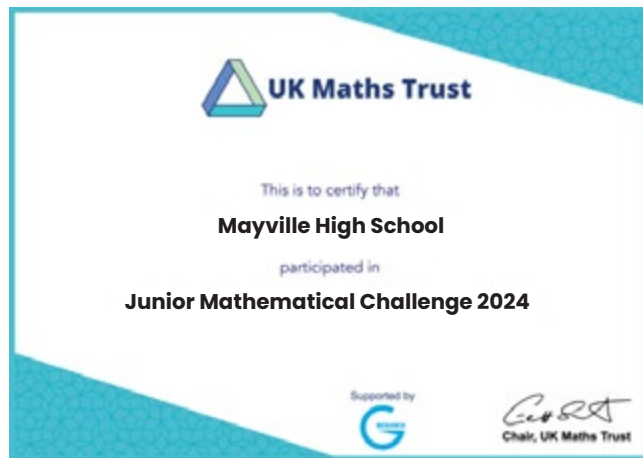 UK Maths Trust
This is to certify that
Mayville High School
participated in
Junior Mathematical Challenge 2024
Supported by
Chair, UK Maths Trust